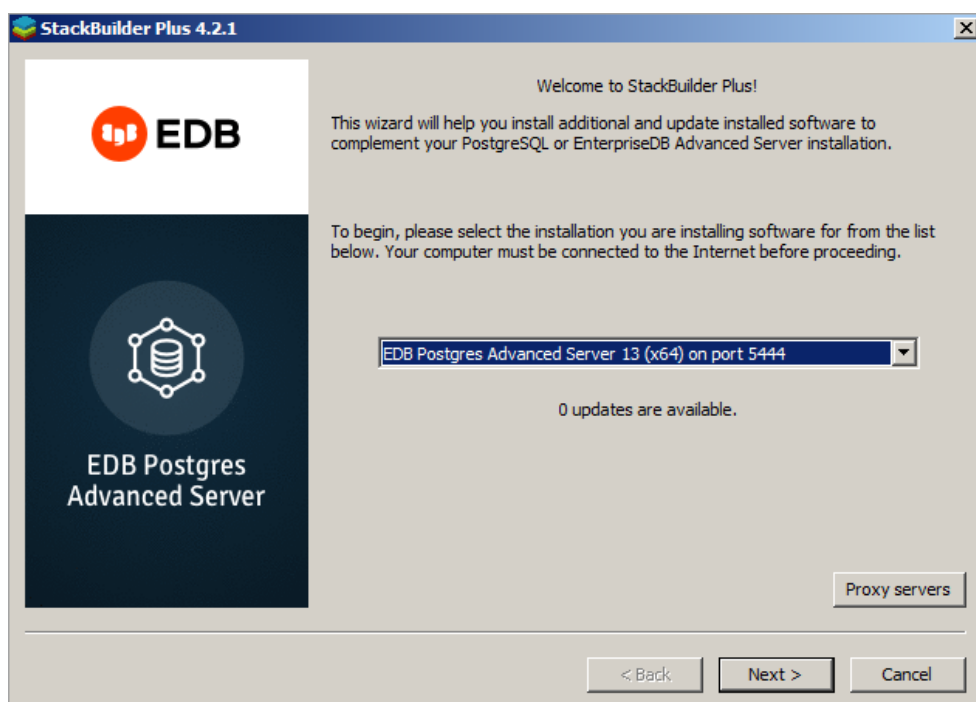 StackBuilder Plus 4.2.1
EDB
Welcome to StackBuilder Plus!
This wizard will help you install additional and update installed software to
complement your PostgreSQL or EnterpriseDB Advanced Server installation.
To begin, please select the installation you are installing software for from the list
below. Your computer must be connected to the Internet before proceeding.
EDB Postgres Advanced Server 13 (x64) on port 5444
0 updates are available.
EDB Postgres
Advanced Server
Proxy servers
< Back
Next >
Cancel